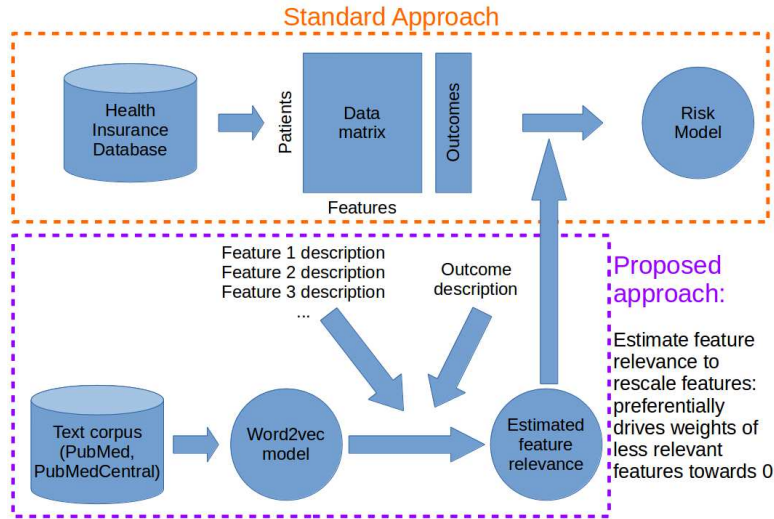 Standard Approach
Health
Insurance
Database
Patients
Data
matrix
Features
Outcomes
Risk
Model
Feature 1 description
Feature 2 description
Feature 3 description
...
Outcome
description
Text corpus
(PubMed,
PubMedCentral)
Word2vec
model
Estimated
feature
relevance
Proposed
approach:
Estimate feature
relevance to
rescale features:
preferentially
drives weights of
less relevant
features towards 0